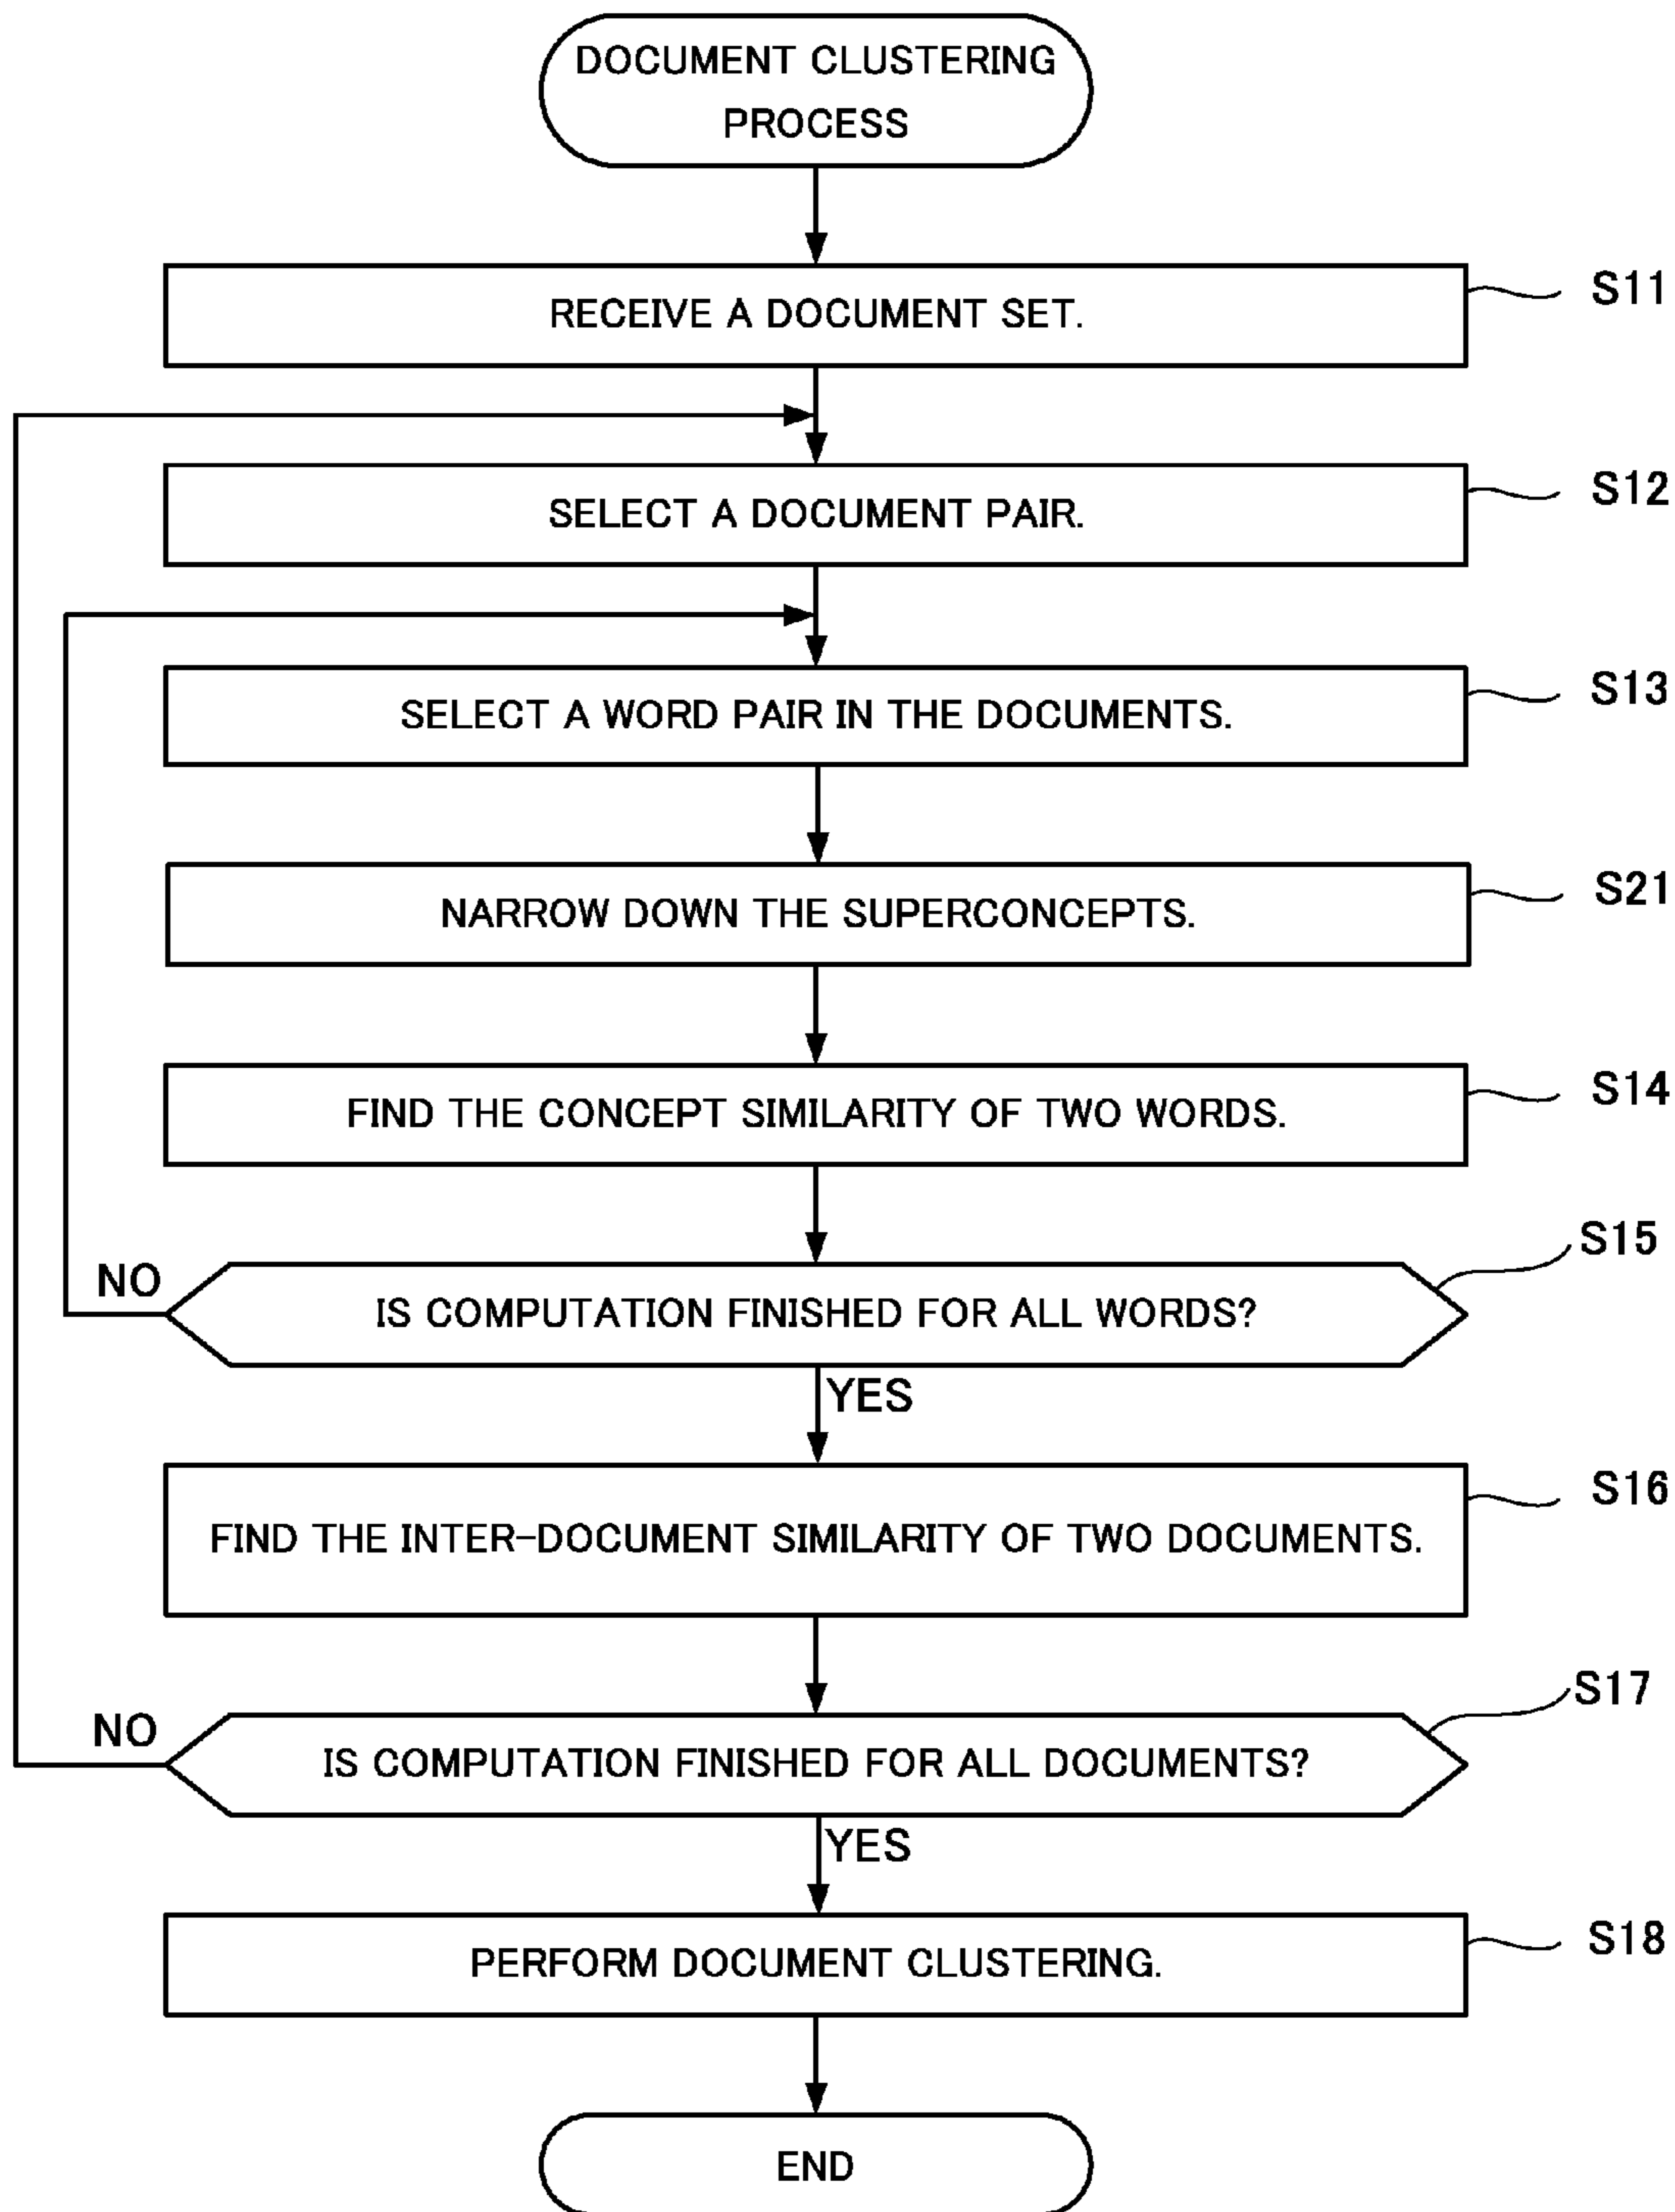 DOCUMENT CLUSTERING
PROCESS
RECEIVE A DOCUMENT SET.
S11
SELECT A DOCUMENT PAIR.
S12
SELECT A WORD PAIR IN THE DOCUMENTS.
S13
NARROW DOWN THE SUPERCONCEPTS.
S21
FIND THE CONCEPT SIMILARITY OF TWO WORDS.
S14
S15
NO
IS COMPUTATION FINISHED FOR ALL WORDS?
YES
S16
FIND THE INTER-DOCUMENT SIMILARITY OF TWO DOCUMENTS.
S17
NO
IS COMPUTATION FINISHED FOR ALL DOCUMENTS?
YES
PERFORM DOCUMENT CLUSTERING.
S18
END